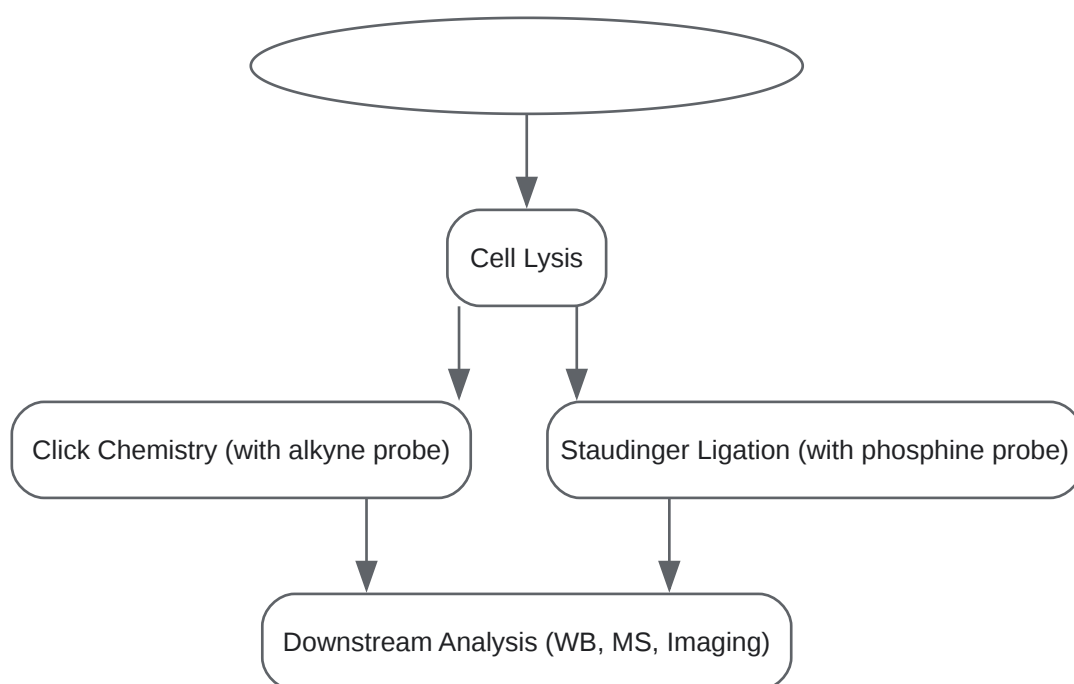 Cell Lysis
Click Chemistry (with alkyne probe)
Staudinger Ligation (with phosphine probe)
Downstream Analysis (WB, MS, Imaging)